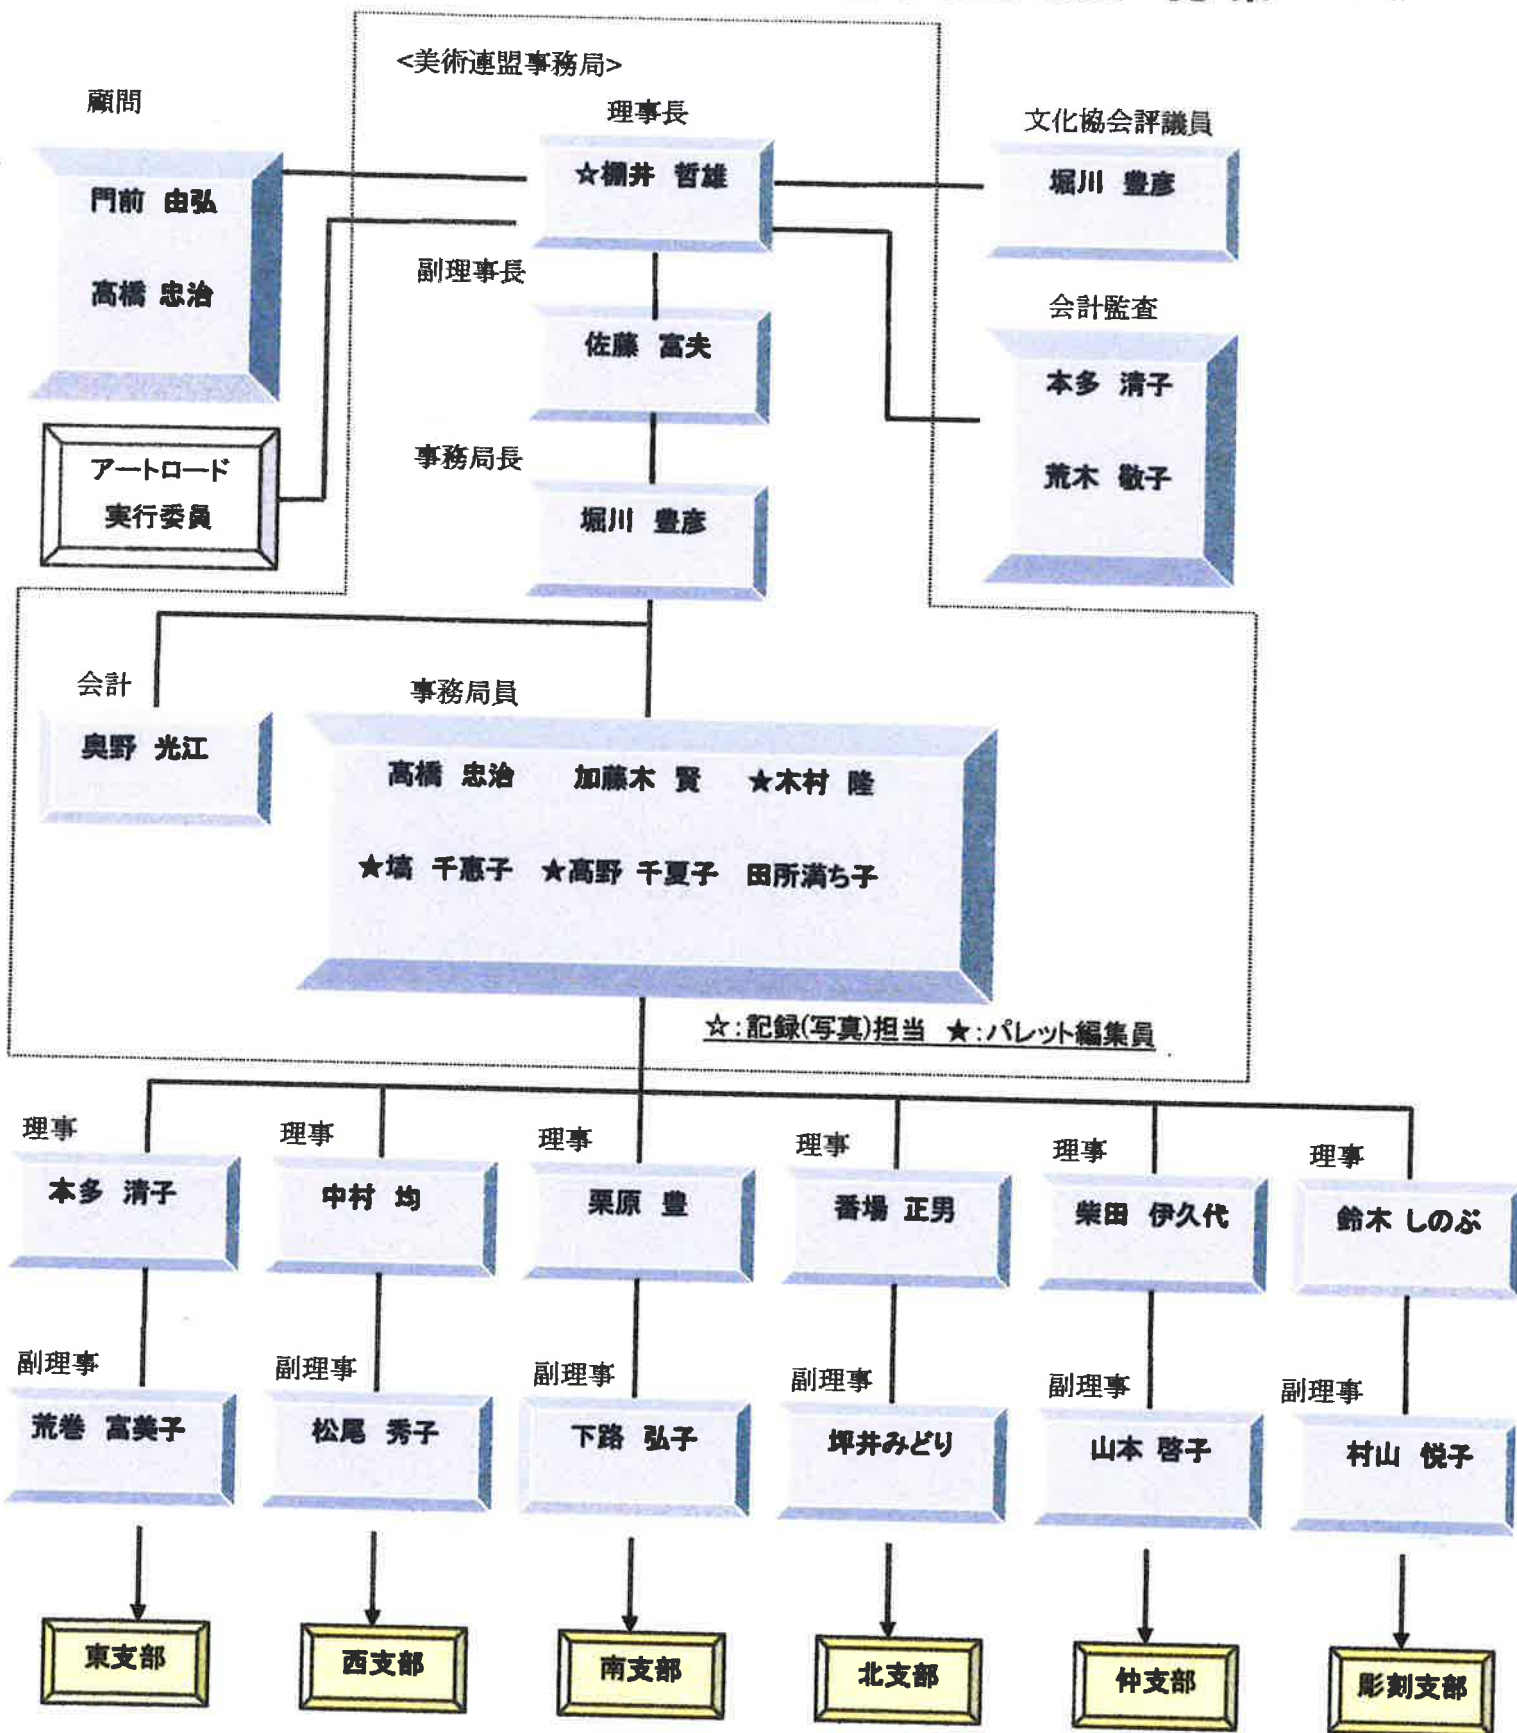 <美術連盟事務局>
顧問
理事長
文化協会評議員
門前 由弘
髙橋 忠治
☆棚井 哲雄
堀川 豊彦
副理事長
会計監査
佐藤 富夫
本多 清子
荒木 敬子
アートロード
実行委員
事務局長
堀川 豊彦
会計
事務局員
奥野 光江
髙橋 忠治 加藤木 賢 ★木村 隆
★塙 千恵子 ★髙野 千夏子 田所満ち子
☆:記録(写真)担当 ★:パレット編集員
理事 理事 理事 理事 理事 理事
本多 清子 中村 均 栗原 豊 番場 正男 柴田 伊久代 鈴木 しのぶ
副理事 副理事 副理事 副理事 副理事 副理事
荒巻 富美子 松尾 秀子 下路 弘子 坪井みどり 山本 啓子 村山 悦子
東支部 西支部 南支部 北支部 仲支部 彫刻支部